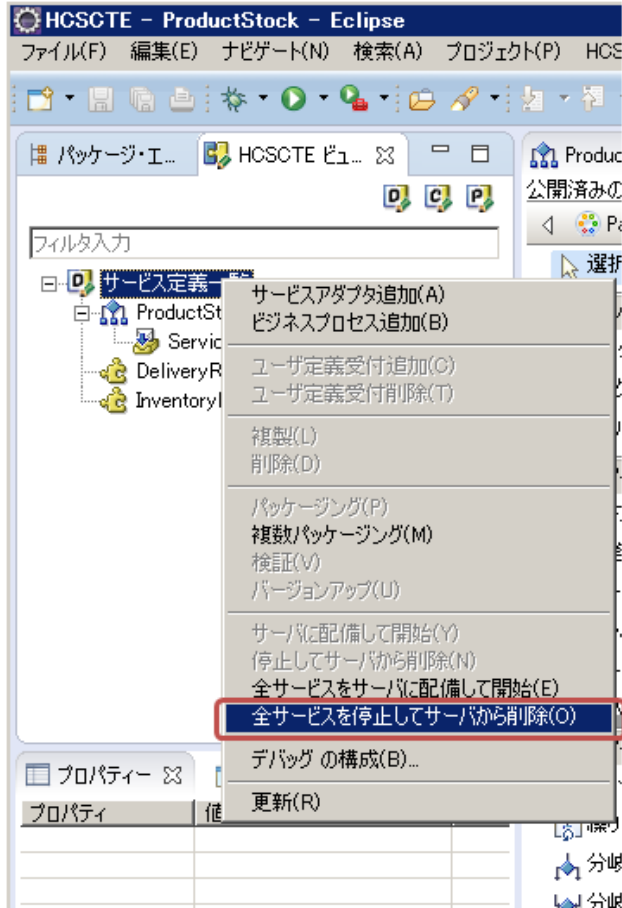 HCSCTE - ProductStock - Eclipse
ファイル(F) 編集(E) ナビゲート(N) 検索(A) プロジェクト(P) HCS
パッケージ・エ... HCSCTE ビュ...
Produc
公開済みの
フィルタ入力
選択
サービス定義一覧
ProductSt
Servic
DeliveryR
InventoryI
サービスアダプタ追加(A)
ビジネスプロセス追加(B)
ユーザ定義受付追加(C)
ユーザ定義受付削除(T)
複製(L)
削除(D)
パッケージング(P)
複数パッケージング(M)
検証(V)
バージョンアップ(U)
サーバに配備して開始(Y)
停止してサーバから削除(N)
全サービスをサーバに配備して開始(E)
全サービスを停止してサーバから削除(O)
デバッグ の構成(B)...
更新(R)
プロパティー
プロパティ 値
分岐
分岐